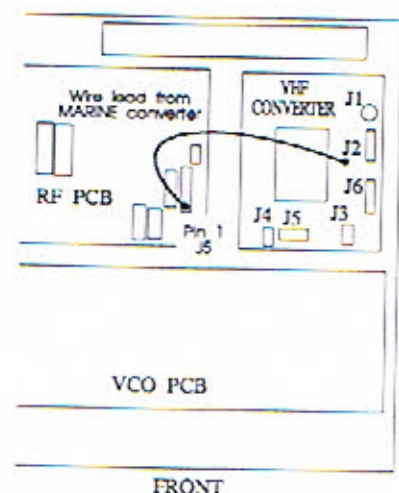 Wire lead from
MARINE converter
RF PCB
Pin 1
J5
VHF
CONVERTER
J1
J2
J6
J4
J5
J3
VCO PCB
FRONT